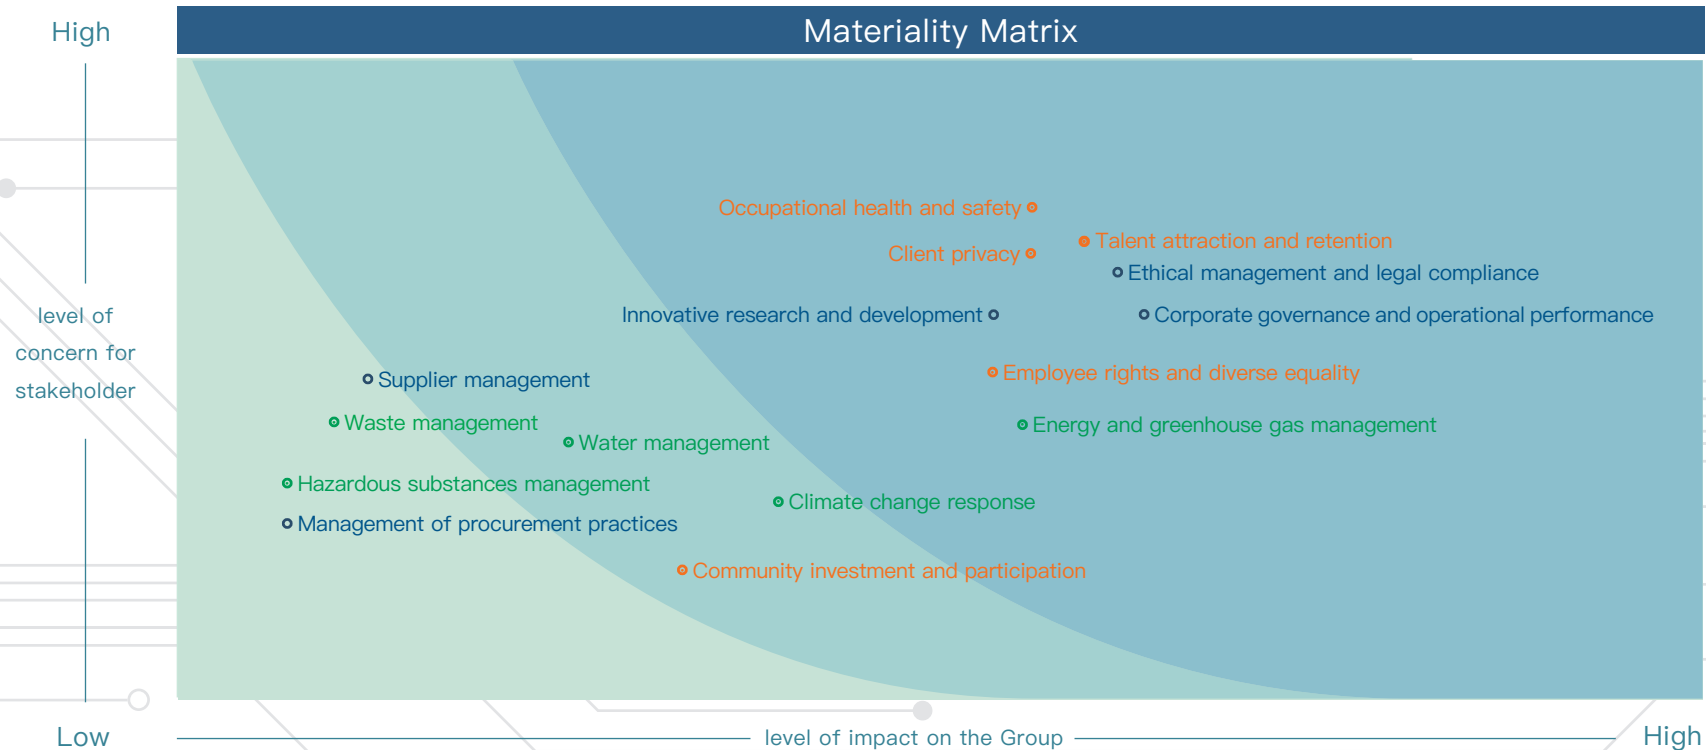 High
Materiality Matrix
Occupational health and safety
Talent attraction and retention
Client privacy
Ethical management and legal compliance
Innovative research and development
Corporate governance and operational performance
level of
concern for
stakeholder
Employee rights and diverse equality
Supplier management
Waste management
Energy and greenhouse gas management
Water management
Hazardous substances management
Climate change response
Management of procurement practices
Community investment and participation
Low
level of impact on the Group
High